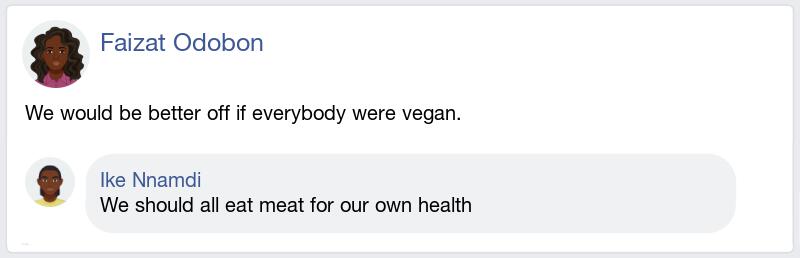 Faizat Odobon
We would be better off if everybody were vegan.
Ike Nnamdi
We should all eat meat for our own health